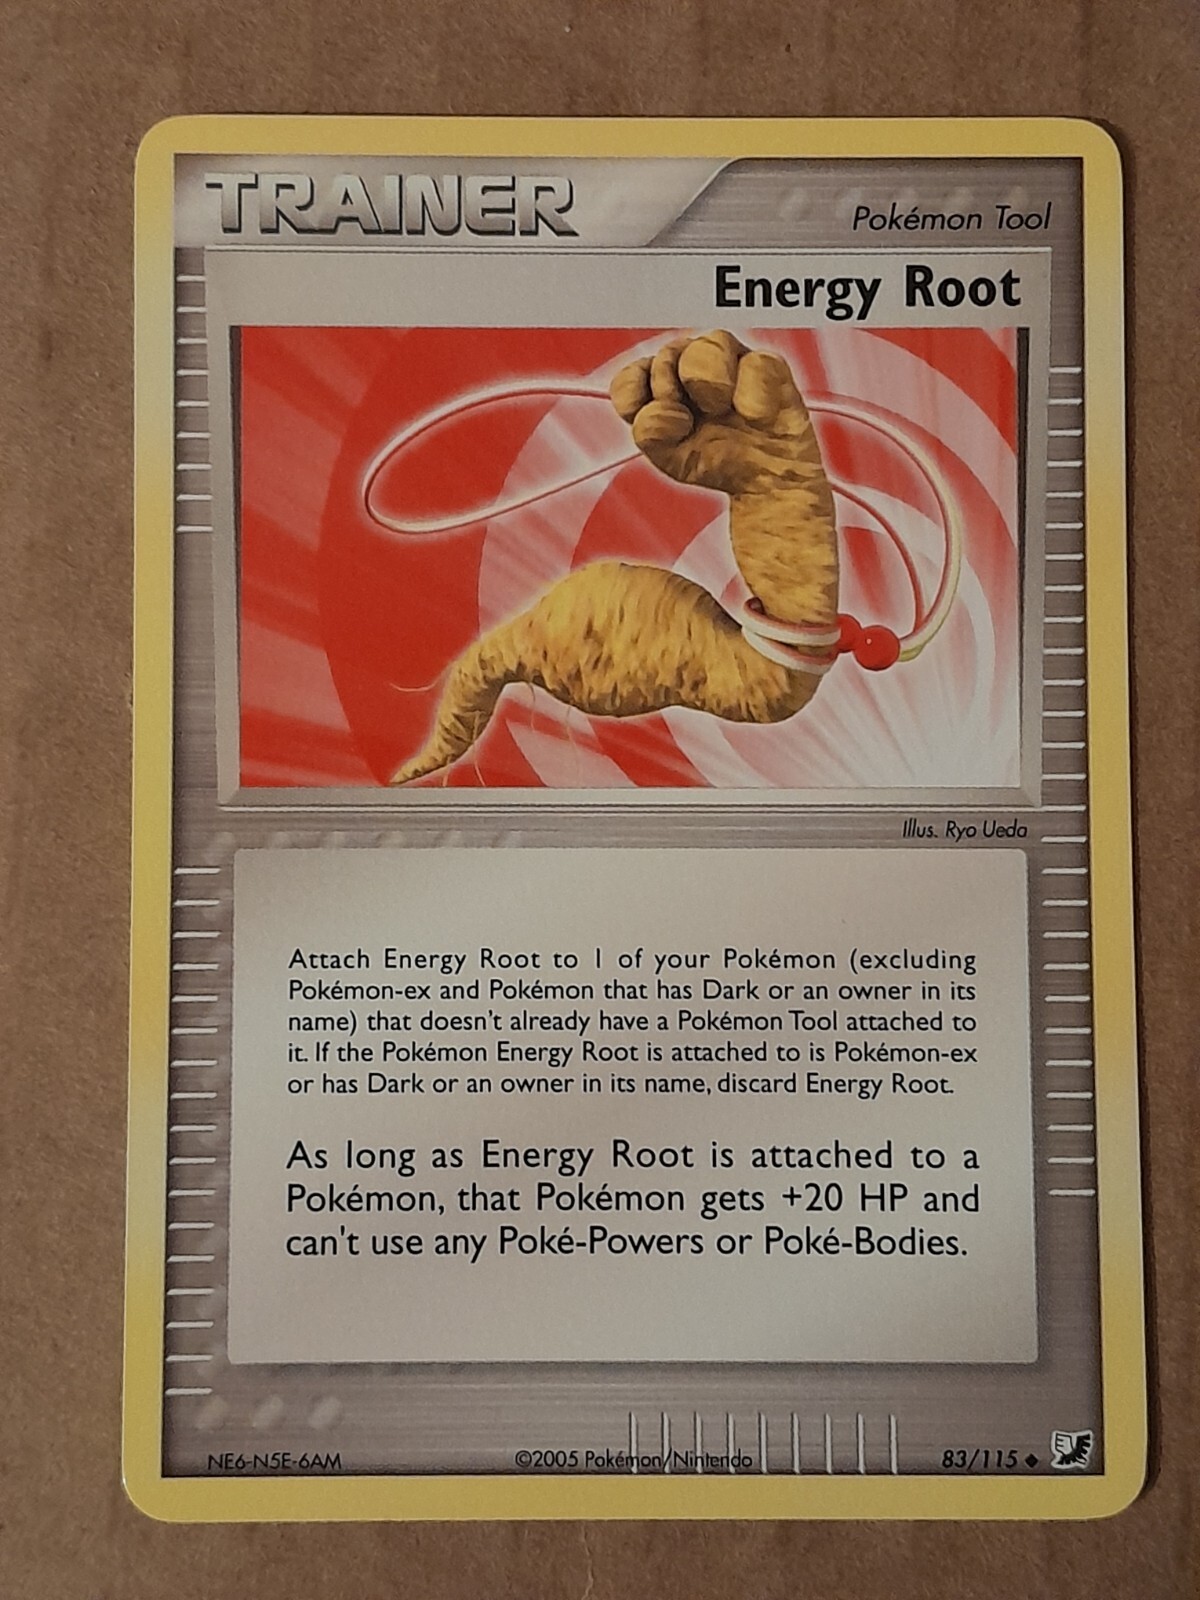 TRAINER
Pokémon Tool
Energy Root
Illus. Ryo Ueda
Attach Energy Root to 1 of your Pokémon (excluding
Pokémon-ex and Pokémon that has Dark or an owner in its
name) that doesn't already have a Pokémon Tool attached to
it. If the Pokémon Energy Root is attached to is Pokémon-ex
or has Dark or an owner in its name, discard Energy Root.
As long as Energy Root is attached to a
Pokémon, that Pokémon gets +20 HP and
can't use any Poké-Powers or Poké-Bodies.
NE6-N5E-6AM
©2005 Pokémon/Nintendo
83/115